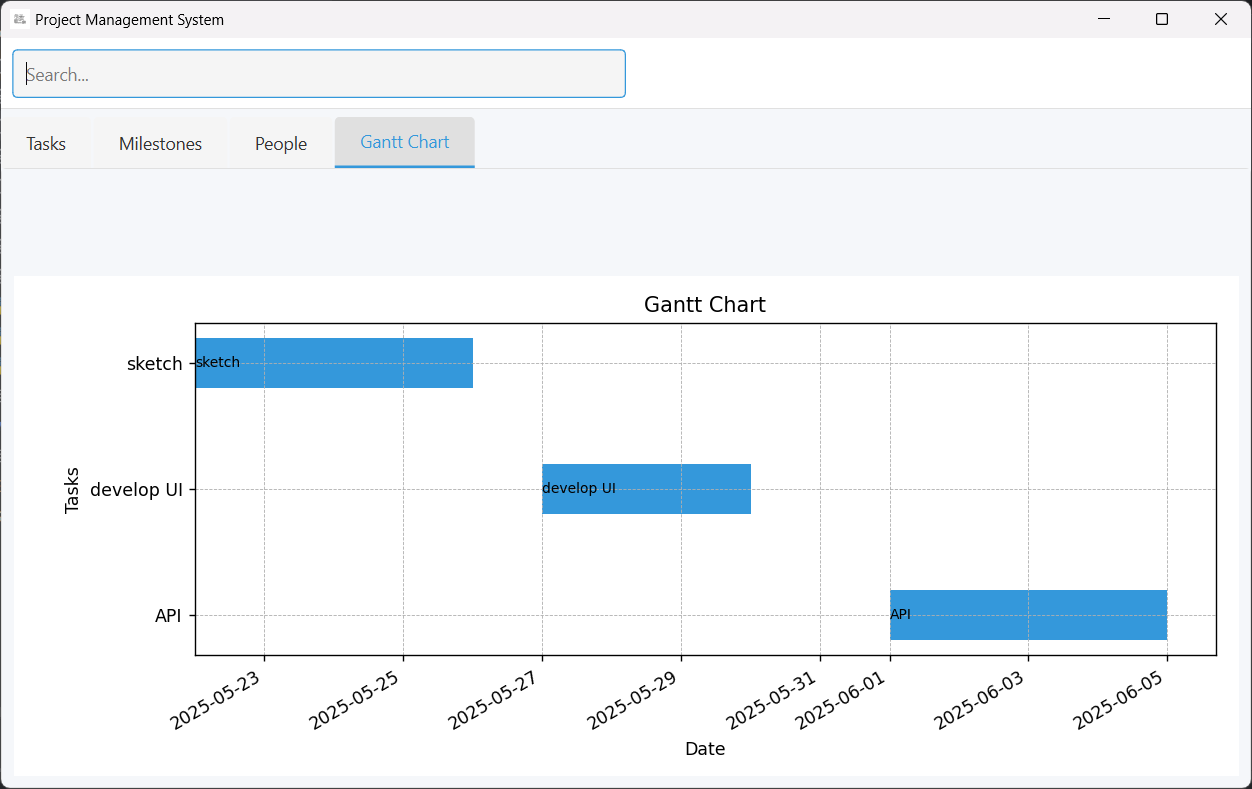 Project Management System
Search...
Tasks Milestones People Gantt Chart
Gantt Chart
sketch sketch
develop UI develop UI
API API
Tasks
2025-05-23 2025-05-25 2025-05-27 2025-05-29 2025-05-31 2025-06-01 2025-06-03 2025-06-05
Date